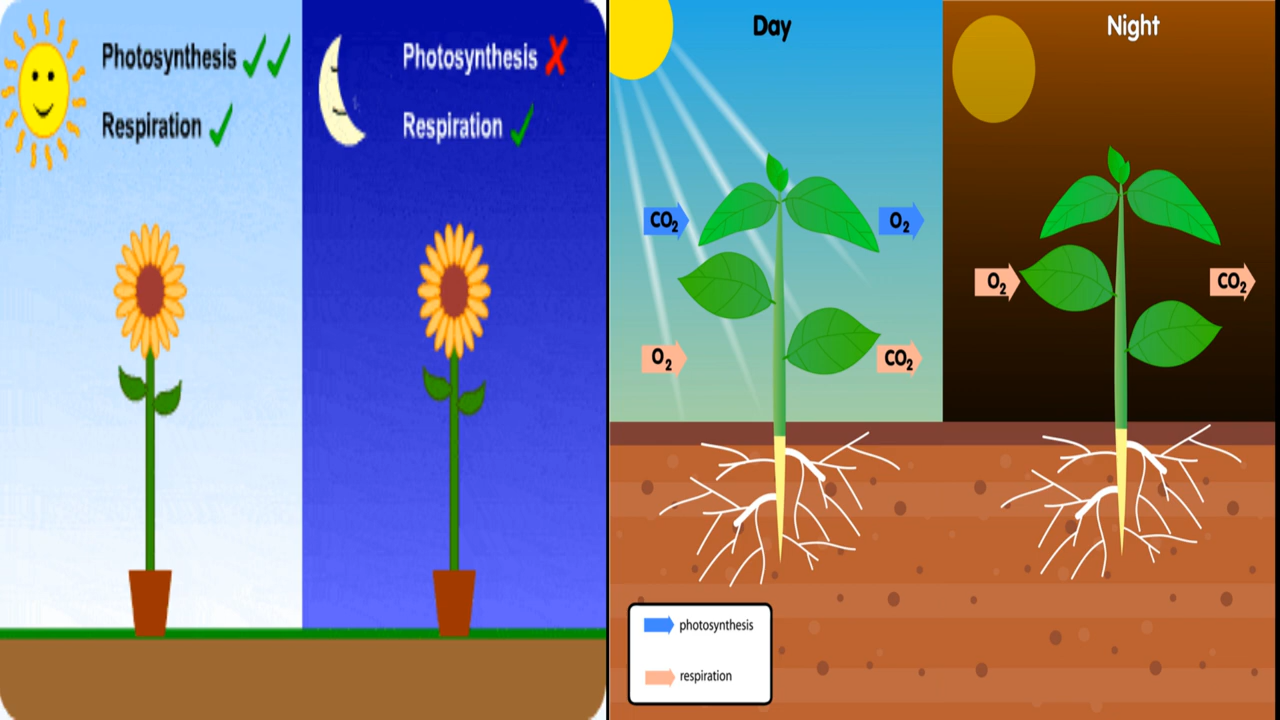 Photosynthesis
Respiration
Photosynthesis
Respiration
Day
CO₂
O₂
O₂
CO₂
Night
O₂
CO₂
photosynthesis
respiration